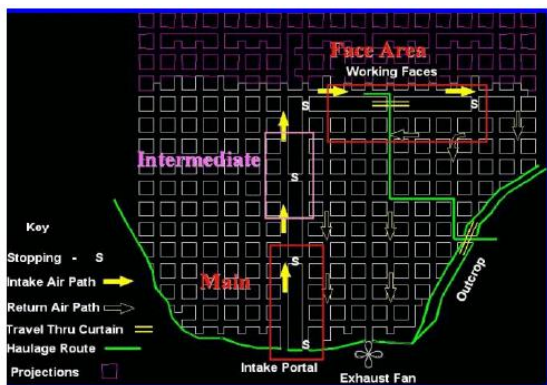 Face Area
Working Faces
S
S
Intermediate
S
Key
Stopping - S
Intake Air Path
Return Air Path
Travel Thru Curtain
Haulage Route
Projections
S
Main
Outcrop
S
Intake Portal
Exhaust Fan